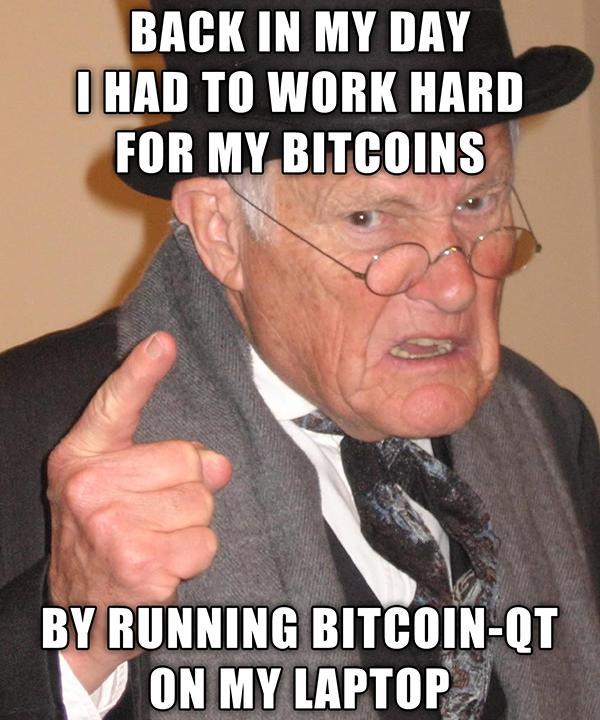 BACK IN MY DAY
I HAD TO WORK HARD
FOR MY BITCOINS
BY RUNNING BITCOIN-QT
ON MY LAPTOP